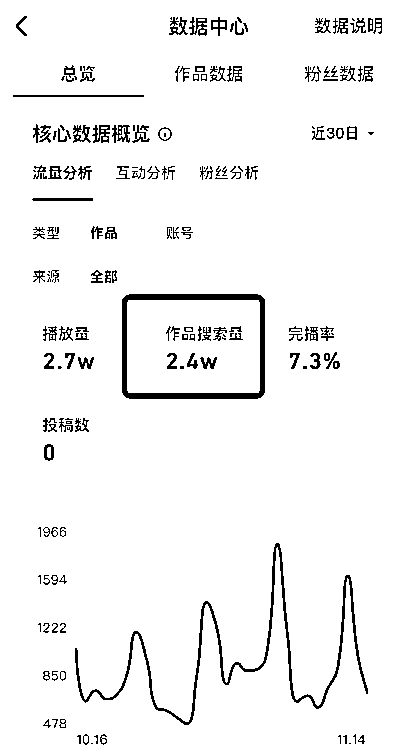 数据中心 数据说明
总览 作品数据 粉丝数据
核心数据概览 近30日
流量分析 互动分析 粉丝分析
类型 作品 账号
来源 全部
播放量 作品搜索量 完播率
2.7w 2.4w 7.3%
投稿数
0
1966
1594
1222
850
478
10.16 11.14